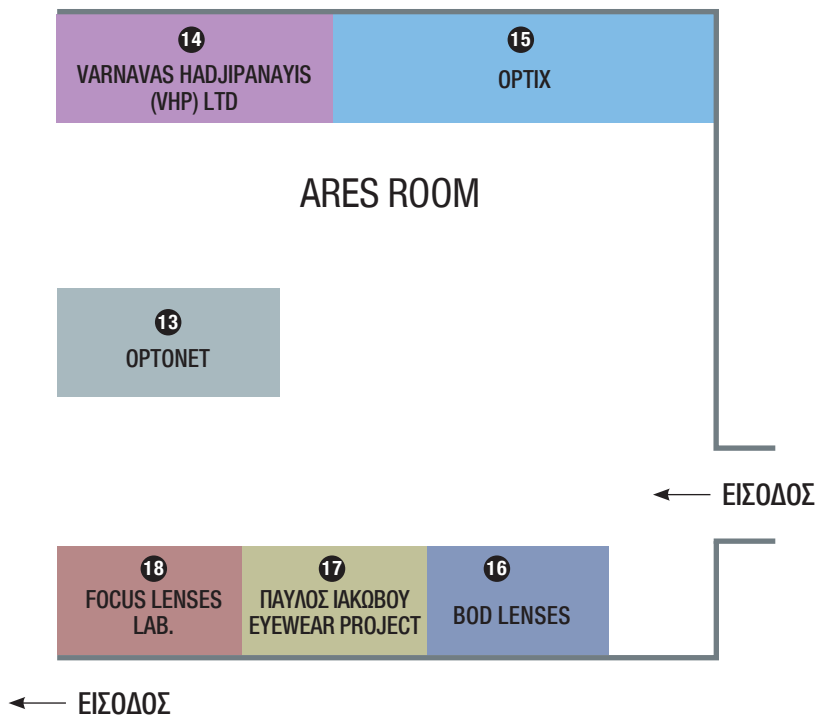 14
VARNAVAS HADJIPANAYIS
(VHP) LTD
15
OPTIX
ARES ROOM
13
OPTONET
ΕΙΣΟΔΟΣ
18
FOCUS LENSES
LAB.
17
ΠΑΥΛΟΣ ΙΑΚΩΒΟΥ
EYEWEAR PROJECT
16
BOD LENSES
ΕΙΣΟΔΟΣ